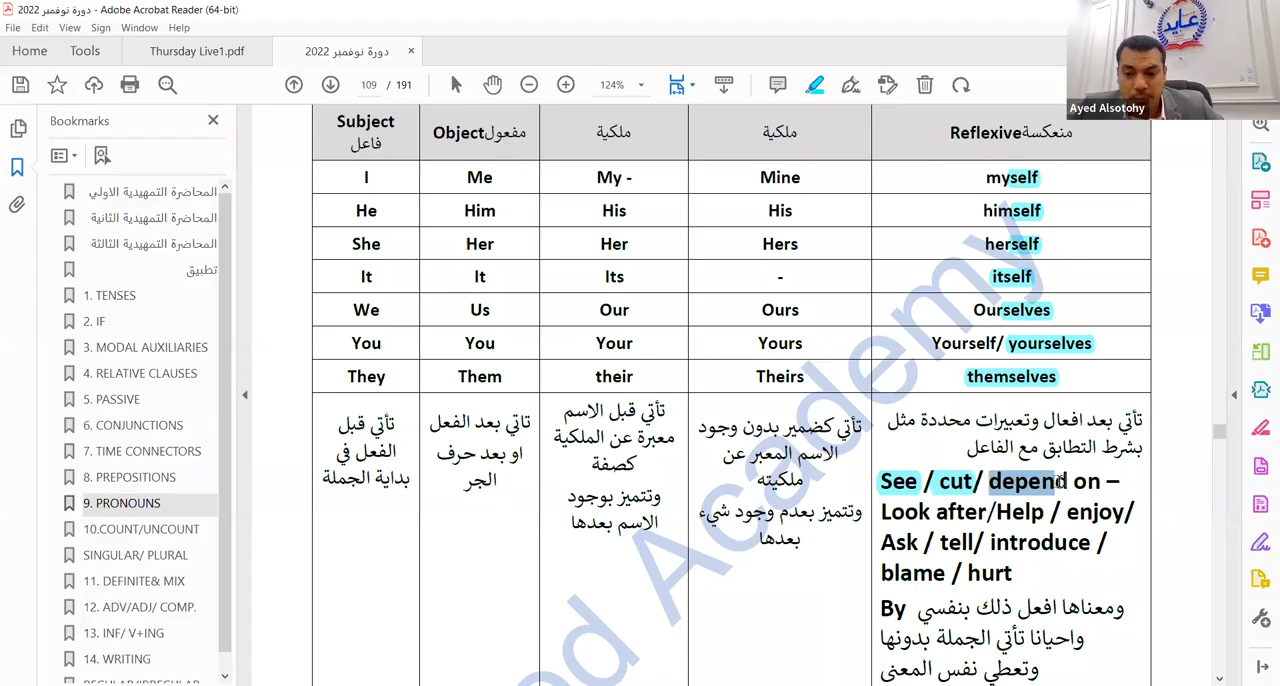 دورة نوفمبر 2022 - Adobe Acrobat Reader (64-bit)
File Edit View Sign Window Help
Home Tools Thursday Live1.pdf دورة نوفمبر 2022 ×
109 / 191 124%
عايد
Ayed Alsotohy
Bookmarks
المحاضرة التمهيدية الاولي
المحاضرة التمهيدية الثانية
المحاضرة التمهيدية الثالثة
تطبيق
1. TENSES
2. IF
3. MODAL AUXILIARIES
4. RELATIVE CLAUSES
5. PASSIVE
6. CONJUNCTIONS
7. TIME CONNECTORS
8. PREPOSITIONS
9. PRONOUNS
10.COUNT/UNCOUNT
SINGULAR/ PLURAL
11. DEFINITE& MIX
12. ADV/ADJ/ COMP.
13. INF/ V+ING
14. WRITING
REGULAR/IRREGULAR
Subject فاعل Object مفعول ملكية ملكية Reflexive منعكسة
I Me My - Mine myself
He Him His His himself
She Her Her Hers herself
It It Its - itself
We Us Our Ours Ourselves
You You Your Yours Yourself/ yourselves
They Them their Theirs themselves
تأتي قبل
الفعل في
بداية الجملة
تاتي بعد الفعل
او بعد حرف
الجر
تأتي قبل الاسم
معبرة عن الملكية
كصفة
وتتميز بوجود
الاسم بعدها
تأتي كضمير بدون وجود
الاسم المعبر عن
ملكيته
وتتميز بعدم وجود شيء
بعدها
تأتي بعد افعال وتعبيرات محددة مثل
بشرط التطابق مع الفاعل
See / cut/ depend on –
Look after/Help / enjoy/
Ask / tell/ introduce /
blame / hurt
By ومعناها افعل ذلك بنفسي
واحيانا تأتي الجملة بدونها
وتعطي نفس المعنى
ed Academy